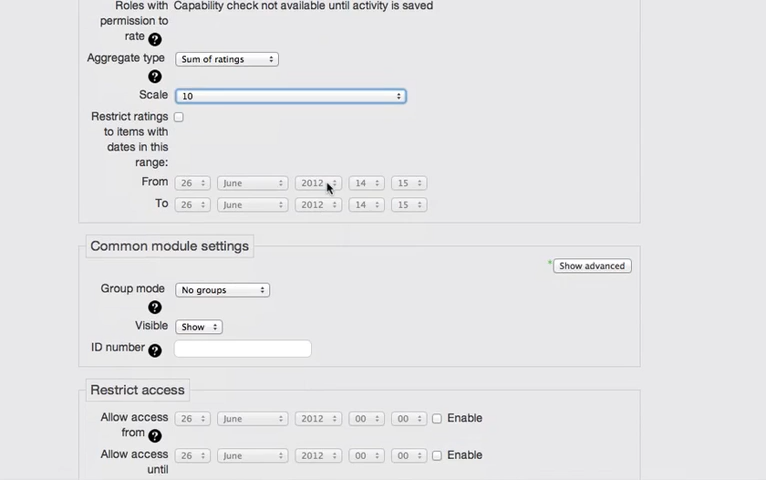 Roles with Capability check not available until activity is saved
permission to
rate ?
Aggregate type Sum of ratings
?
Scale 10
Restrict ratings
to items with
dates in this
range:
From 26 June 2012 14 15
To 26 June 2012 14 15
Common module settings
* Show advanced
Group mode No groups
?
Visible Show
ID number ?
Restrict access
Allow access 26 June 2012 00 00 Enable
from ?
Allow access 26 June 2012 00 00 Enable
until